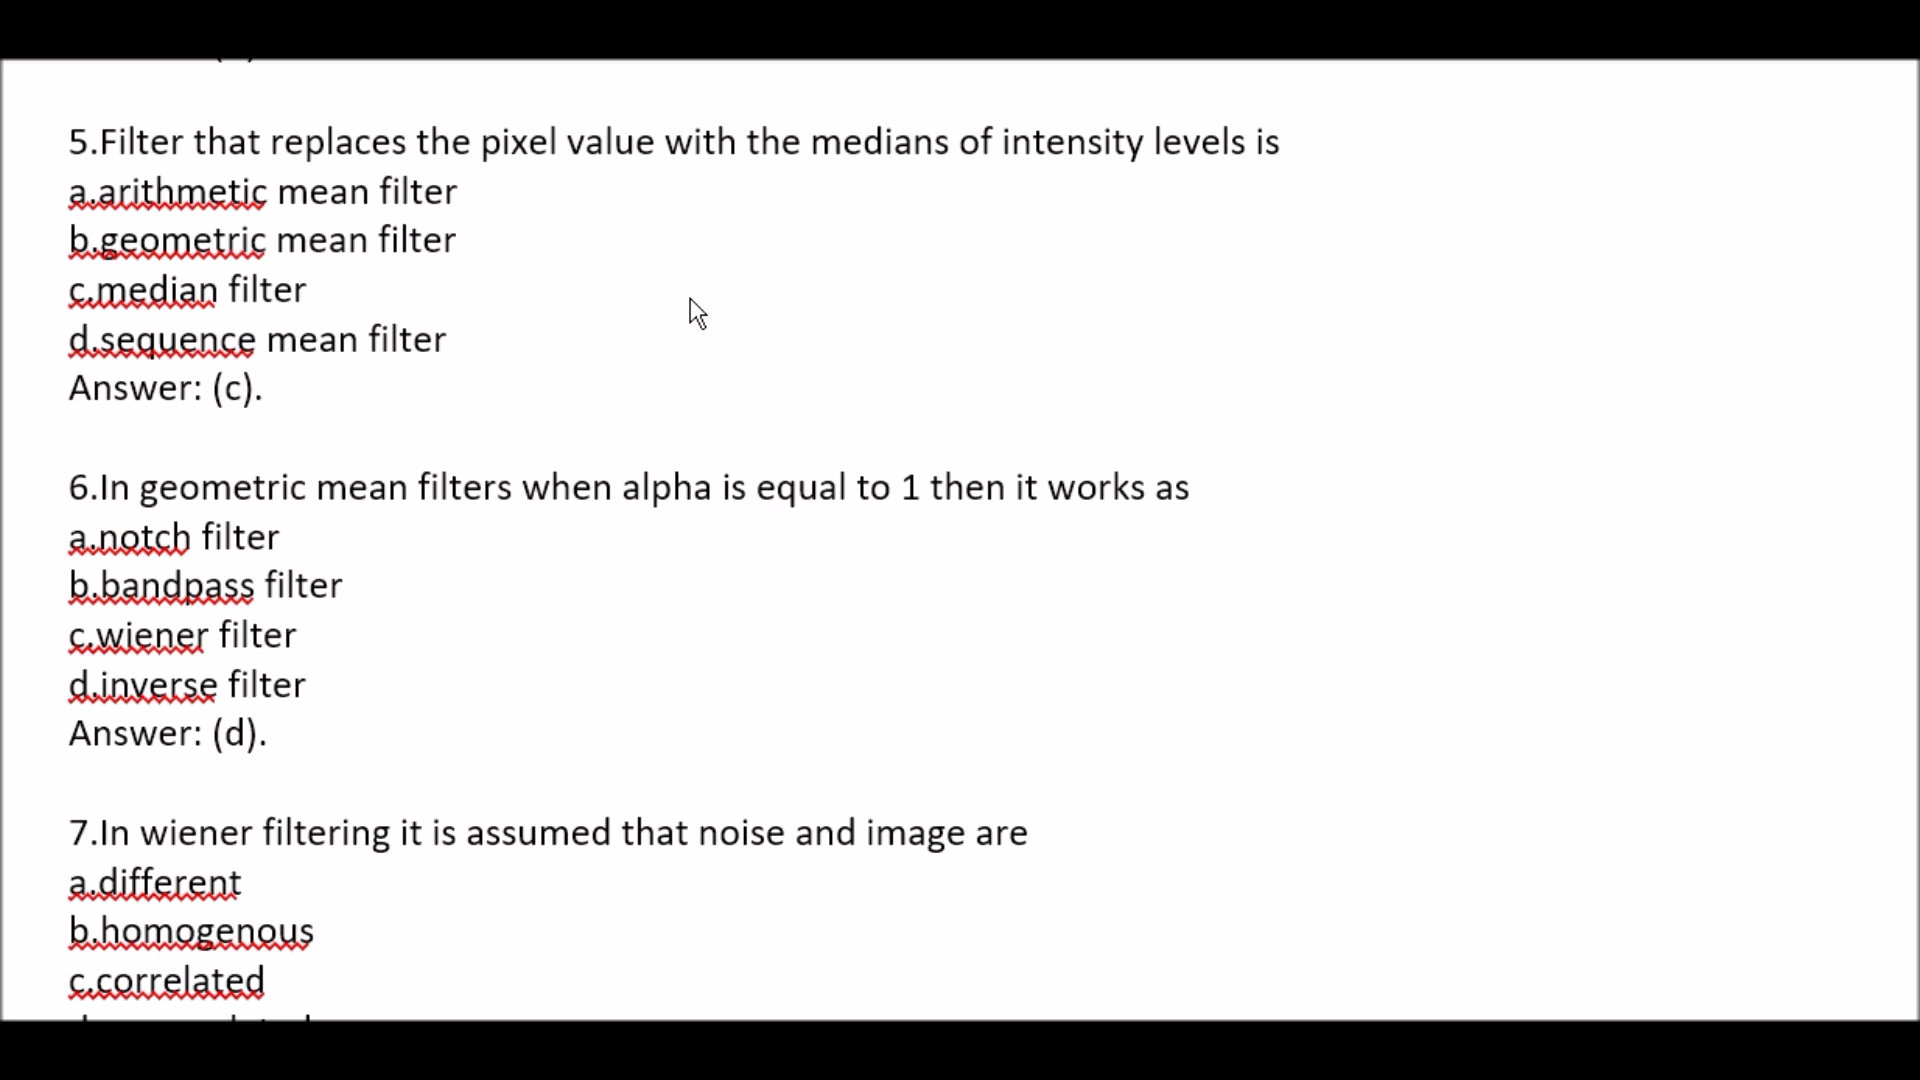 5.Filter that replaces the pixel value with the medians of intensity levels is
a.arithmetic mean filter
b.geometric mean filter
c.median filter
d.sequence mean filter
Answer: (c).
6.In geometric mean filters when alpha is equal to 1 then it works as
a.notch filter
b.bandpass filter
c.wiener filter
d.inverse filter
Answer: (d).
7.In wiener filtering it is assumed that noise and image are
a.different
b.homogenous
c.correlated